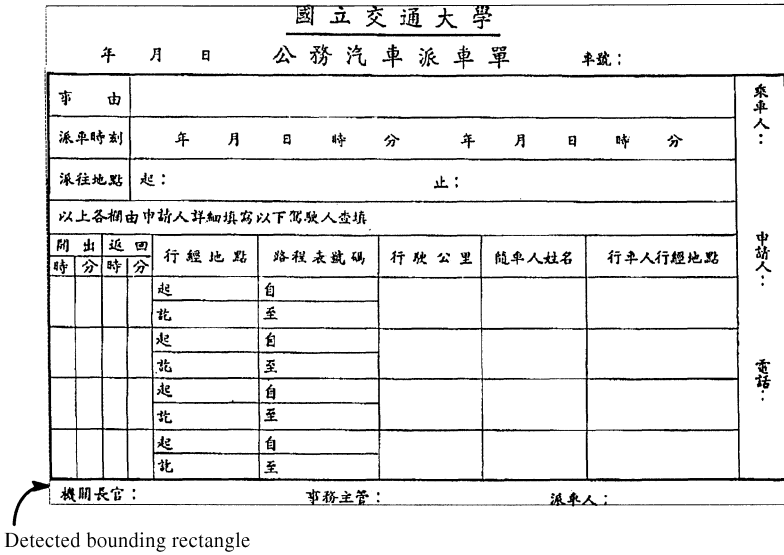 國立交通大學
年 月 日 公務汽車派車單 車號:
事 由
派車時刻 年 月 日 時 分 年 月 日 時 分
派往地點 起: 止:
以上各欄由申請人詳細填寫以下駕駛人查填
開出 返回 行經地點 路程表號碼 行駛公里 隨車人姓名 行車人行經地點
時 分 時 分
起 自
訖 至
起 自
訖 至
起 自
訖 至
起 自
訖 至
乘車人:
申請人:
電話:
機關長官: 事務主管: 派車人:
Detected bounding rectangle